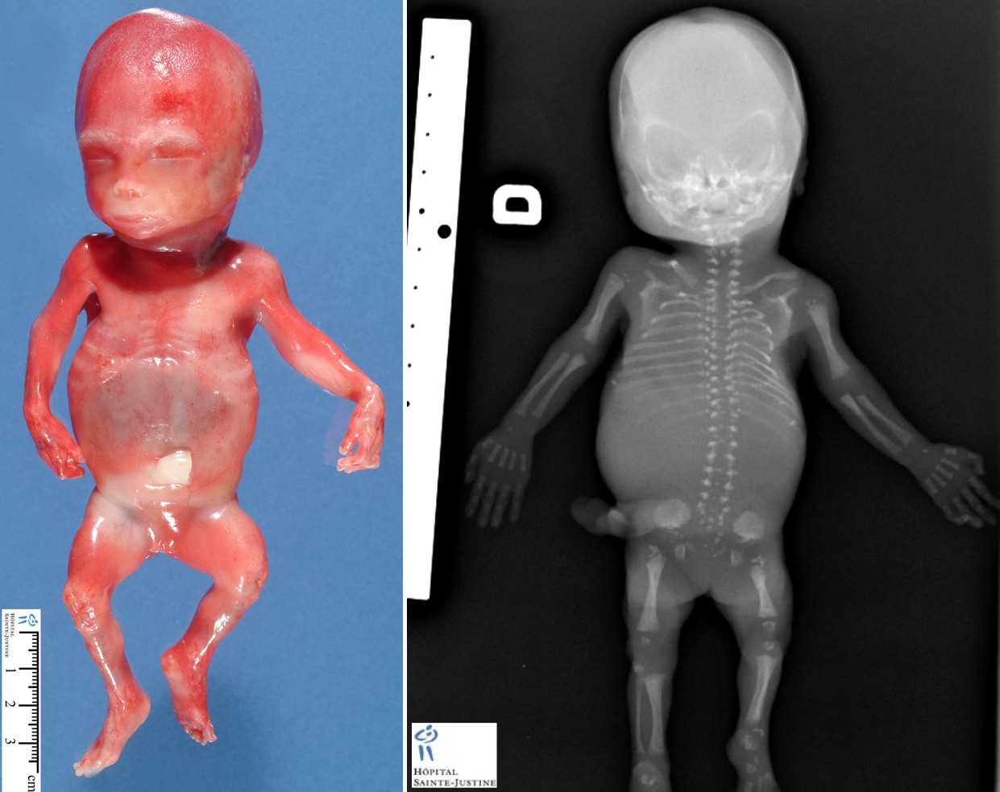 HÔPITAL
SAINTE-JUSTINE
1
2
3
cm
D
HÔPITAL
SAINTE-JUSTINE